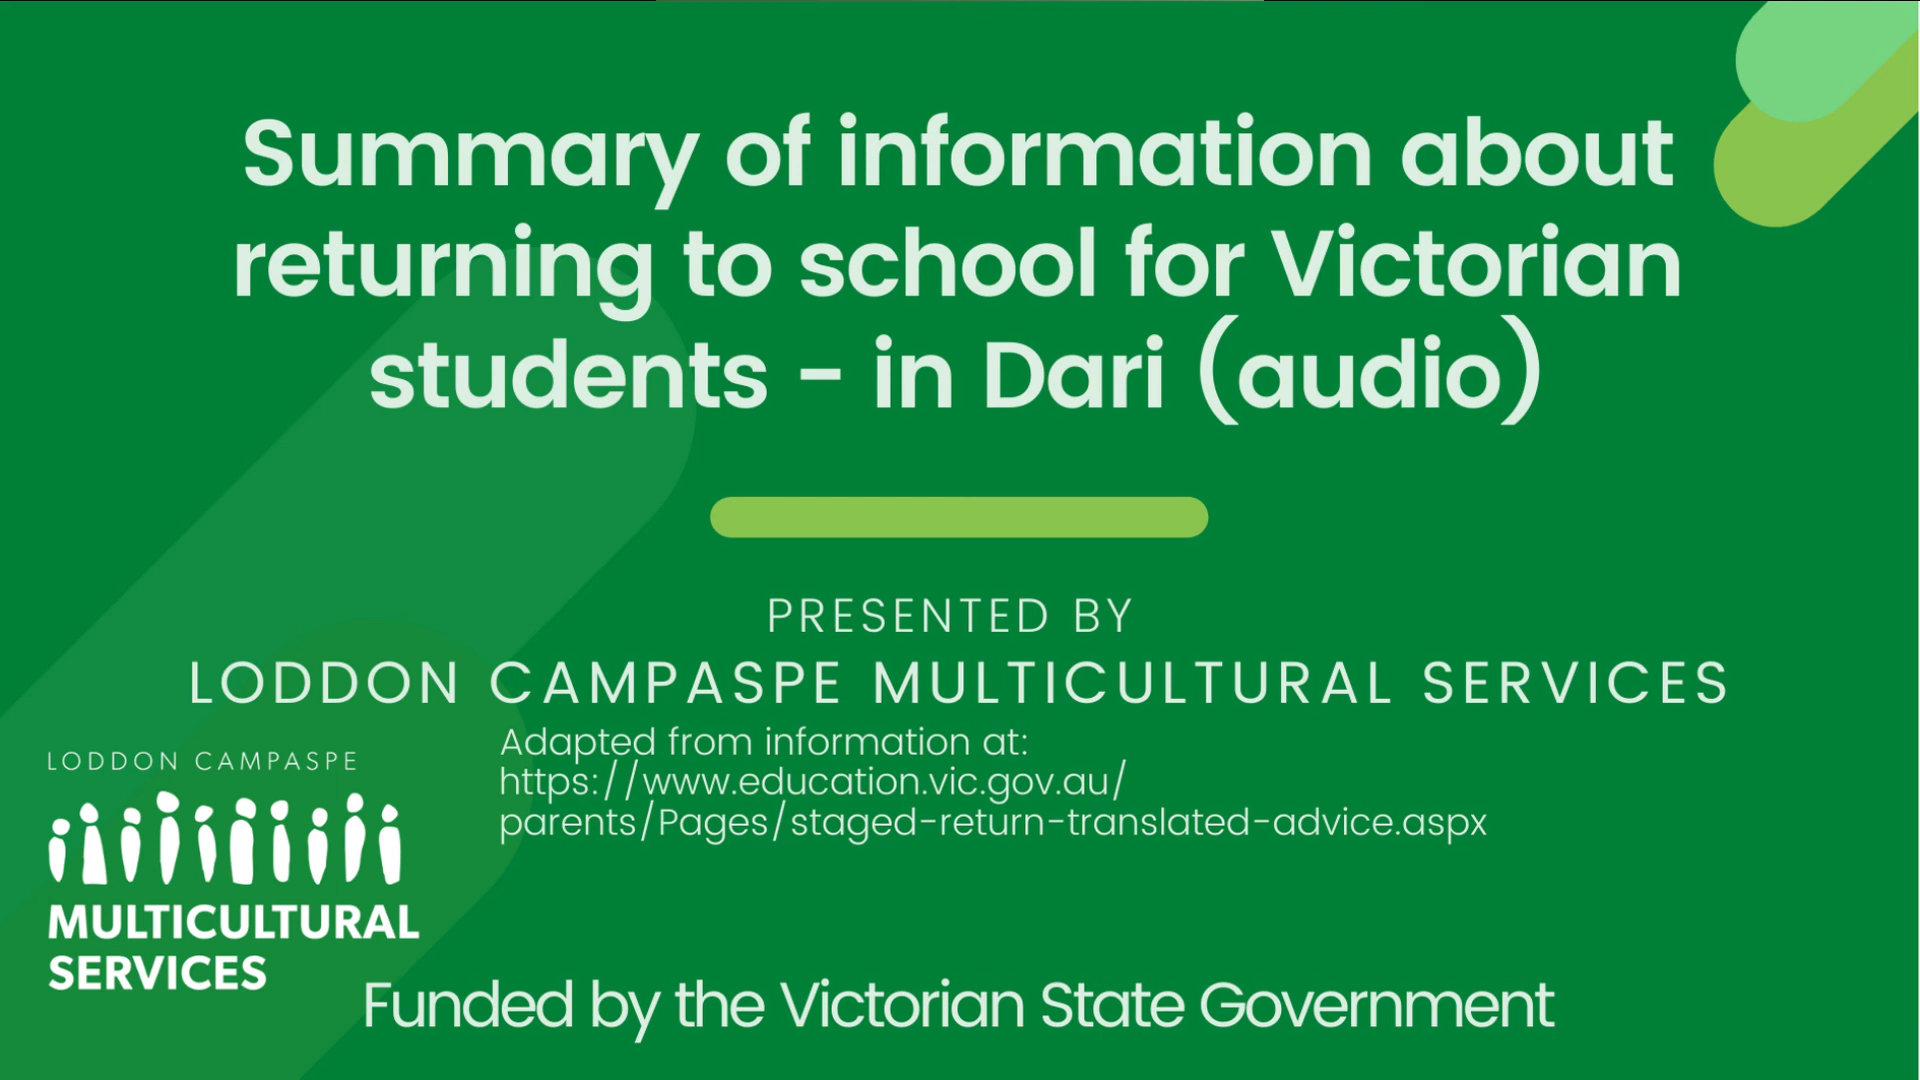 Summary of information about
returning to school for Victorian
students - in Dari (audio)
PRESENTED BY
LODDON CAMPASPE MULTICULTURAL SERVICES
Adapted from information at:
https://www.education.vic.gov.au/
parents/Pages/staged-return-translated-advice.aspx
LODDON CAMPASPE
MULTICULTURAL
SERVICES
Funded by the Victorian State Government